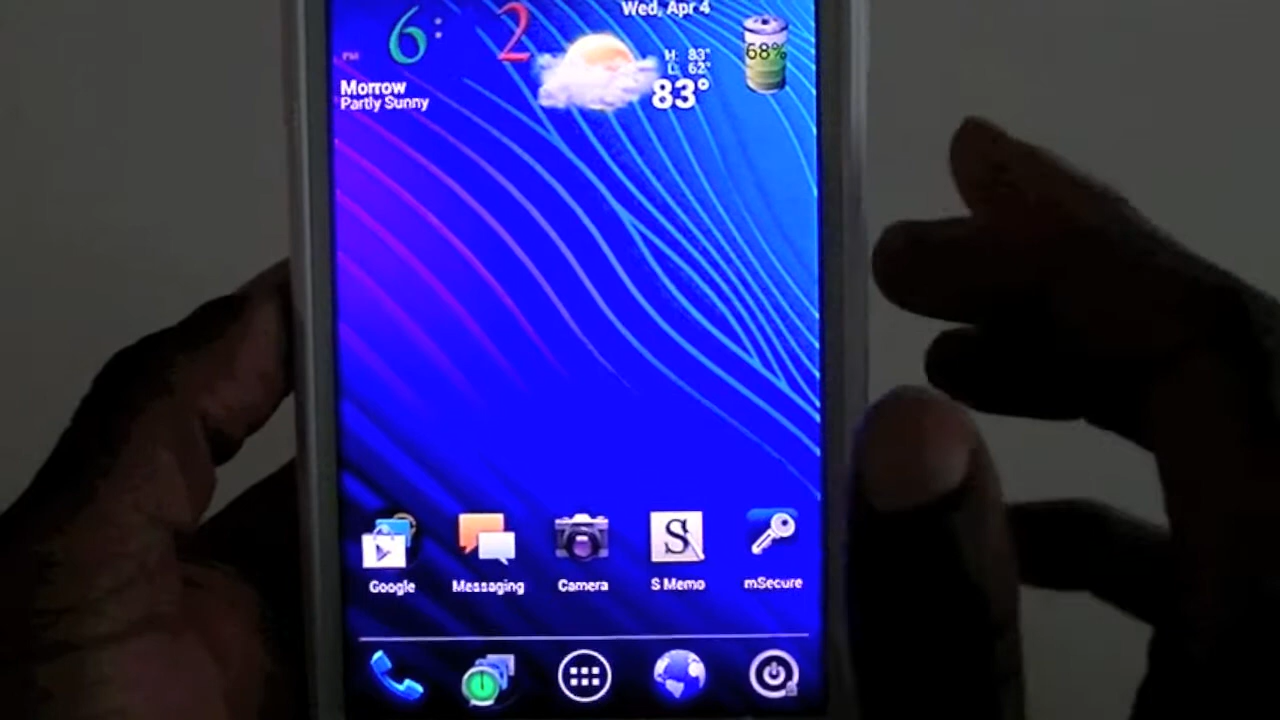 Wed, Apr 4
6: 2
68%
PM
H: 83°
L: 62°
Morrow
83°
Partly Sunny
S
Google
Messaging
Camera
S Memo
mSecure